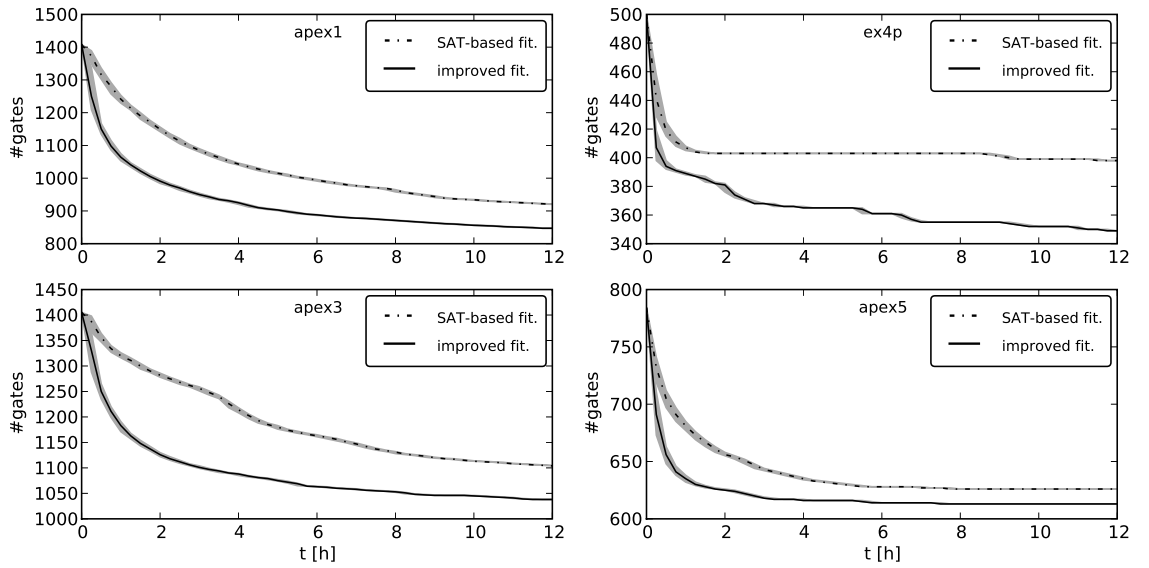 apex1
SAT-based fit.
improved fit.
#gates
1500
1400
1300
1200
1100
1000
900
800
0 2 4 6 8 10 12
ex4p
SAT-based fit.
improved fit.
#gates
500
480
460
440
420
400
380
360
340
0 2 4 6 8 10 12
apex3
SAT-based fit.
improved fit.
#gates
1450
1400
1350
1300
1250
1200
1150
1100
1050
1000
0 2 4 6 8 10 12
t [h]
apex5
SAT-based fit.
improved fit.
#gates
800
750
700
650
600
0 2 4 6 8 10 12
t [h]